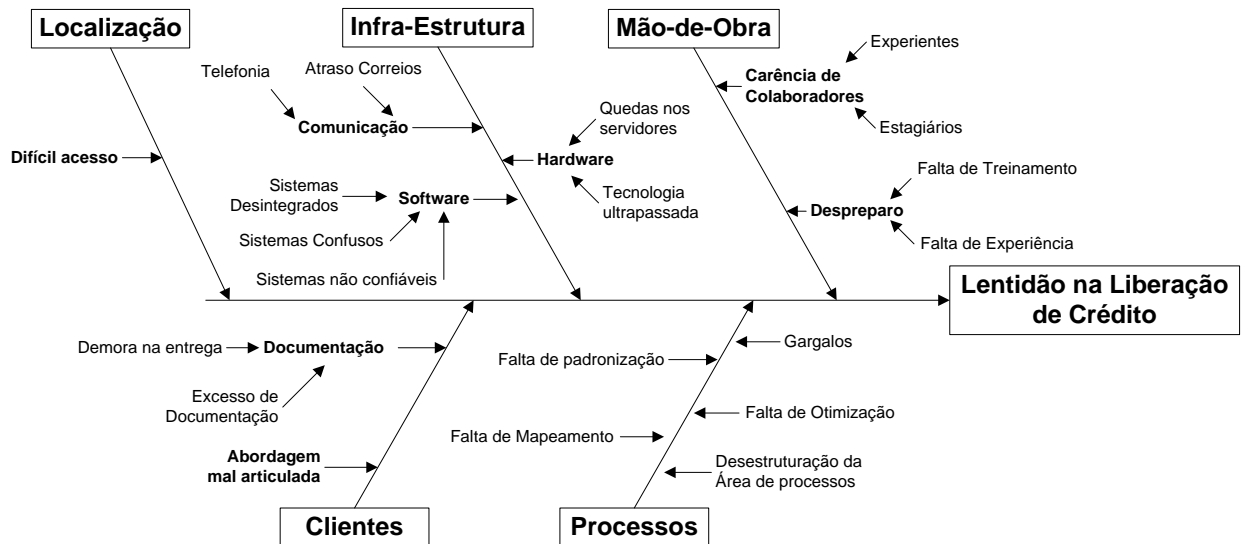 Localização
Infra-Estrutura
Mão-de-Obra
Telefonia
Atraso Correios
Comunicação
Difícil acesso
Quedas nos
servidores
Hardware
Tecnologia
ultrapassada
Sistemas
Desintegrados
Software
Sistemas Confusos
Sistemas não confiáveis
Experientes
Carência de
Colaboradores
Estagiários
Falta de Treinamento
Despreparo
Falta de Experiência
Lentidão na Liberação
de Crédito
Demora na entrega
Documentação
Excesso de
Documentação
Abordagem
mal articulada
Clientes
Falta de padronização
Gargalos
Falta de Otimização
Falta de Mapeamento
Desestruturação da
Área de processos
Processos